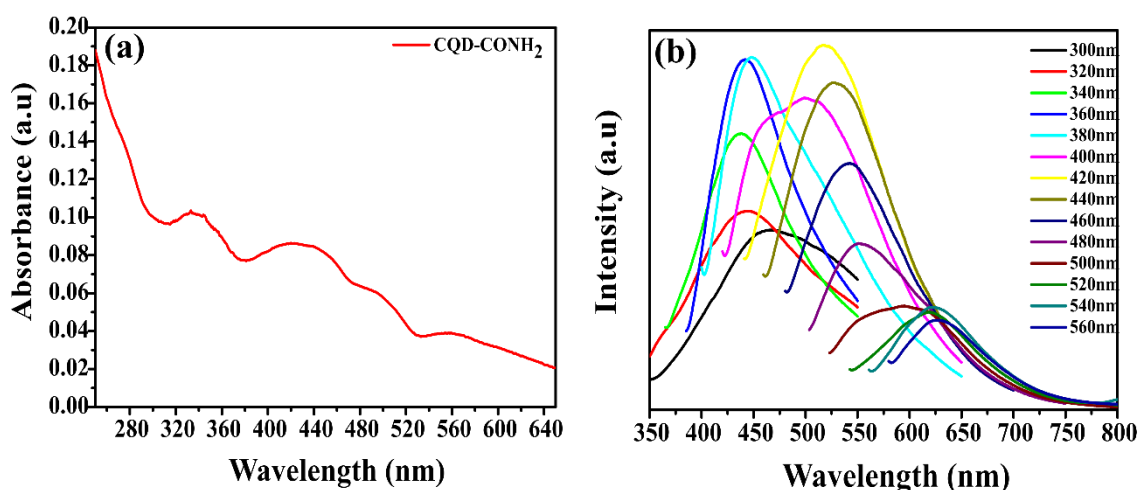 (a)
CQD-CONH₂
Absorbance (a.u)
0.20
0.18
0.16
0.14
0.12
0.10
0.08
0.06
0.04
0.02
0.00
280 320 360 400 440 480 520 560 600 640
Wavelength (nm)
(b)
300nm
320nm
340nm
360nm
380nm
400nm
420nm
440nm
460nm
480nm
500nm
520nm
540nm
560nm
Intensity (a.u)
350 400 450 500 550 600 650 700 750 800
Wavelength (nm)